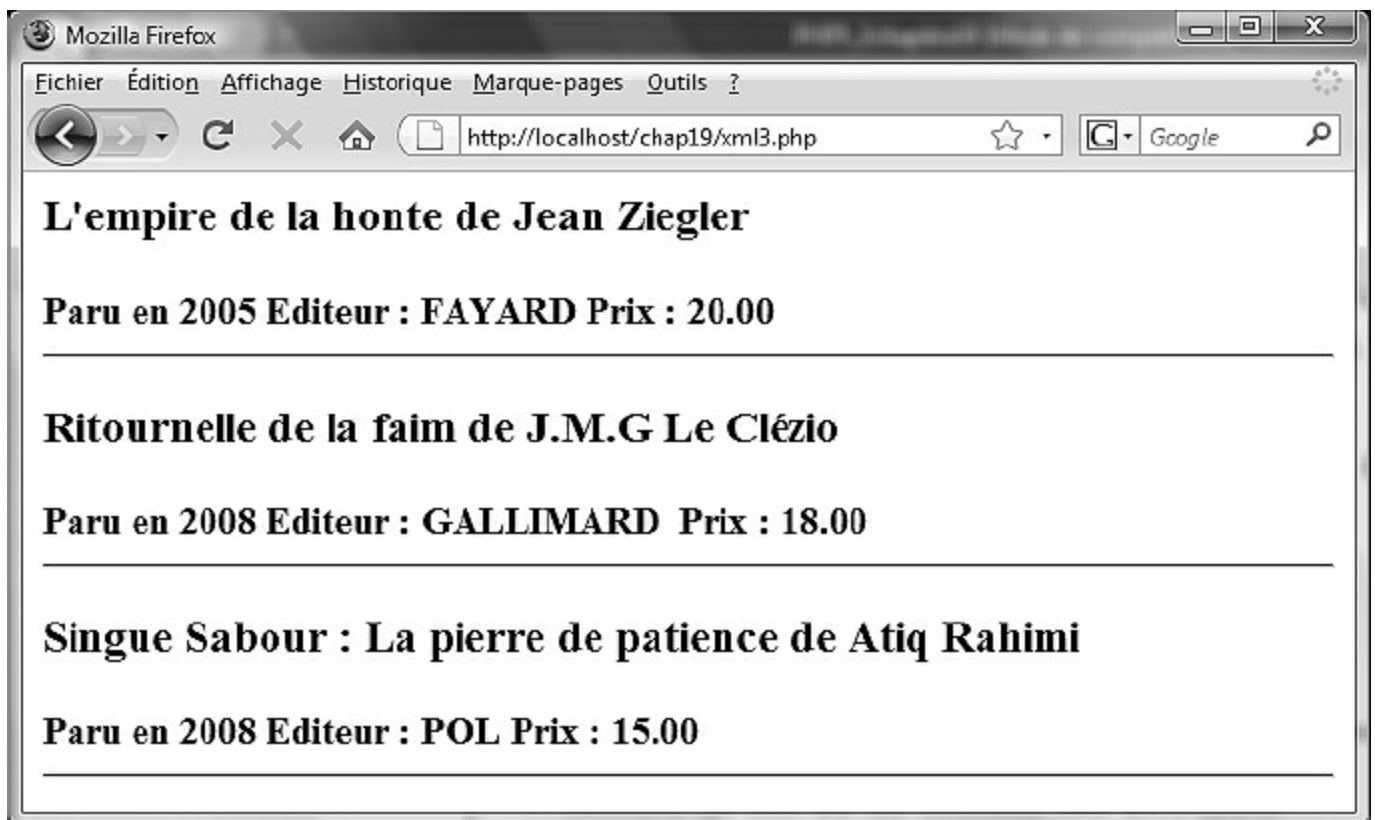 Mozilla Firefox
Fichier Édition Affichage Historique Marque-pages Outils ?
http://localhost/chap19/xml3.php G Google
L'empire de la honte de Jean Ziegler
Paru en 2005 Editeur : FAYARD Prix : 20.00
Ritournelle de la faim de J.M.G Le Clézio
Paru en 2008 Editeur : GALLIMARD Prix : 18.00
Singue Sabour : La pierre de patience de Atiq Rahimi
Paru en 2008 Editeur : POL Prix : 15.00